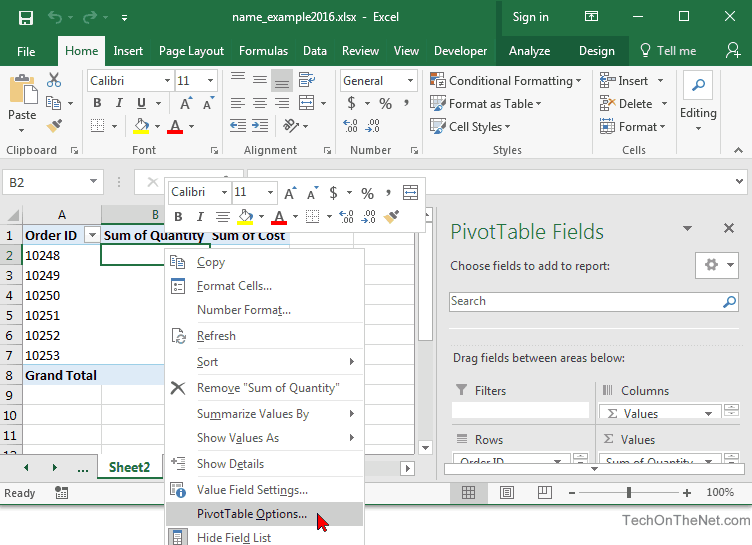 name_example2016.xlsx - Excel
Sign in
File
Home
Insert
Page Layout
Formulas
Data
Review
View
Developer
Analyze
Design
Tell me
Paste
Calibri
11
B I U
A A
General
$ % ,
Conditional Formatting
Format as Table
Cell Styles
Insert
Delete
Format
Editing
Clipboard
Font
Alignment
Number
Styles
Cells
B2
Calibri
11
A A $ % ,
B I A
A B
1 Order ID Sum of Quantity Sum of Cost
2 10248
3 10249
4 10250
5 10251
6 10252
7 10253
8 Grand Total
9
10
11
Copy
Format Cells...
Number Format...
Refresh
Sort
Remove "Sum of Quantity"
Summarize Values By
Show Values As
Show Details
Value Field Settings...
PivotTable Options...
Hide Field List
PivotTable Fields
Choose fields to add to report:
Search
Drag fields between areas below:
Filters
Columns
Σ Values
Rows
Σ Values
Order ID
Sum of Quantity
...
Sheet2
Ready
100%
TechOnTheNet.com